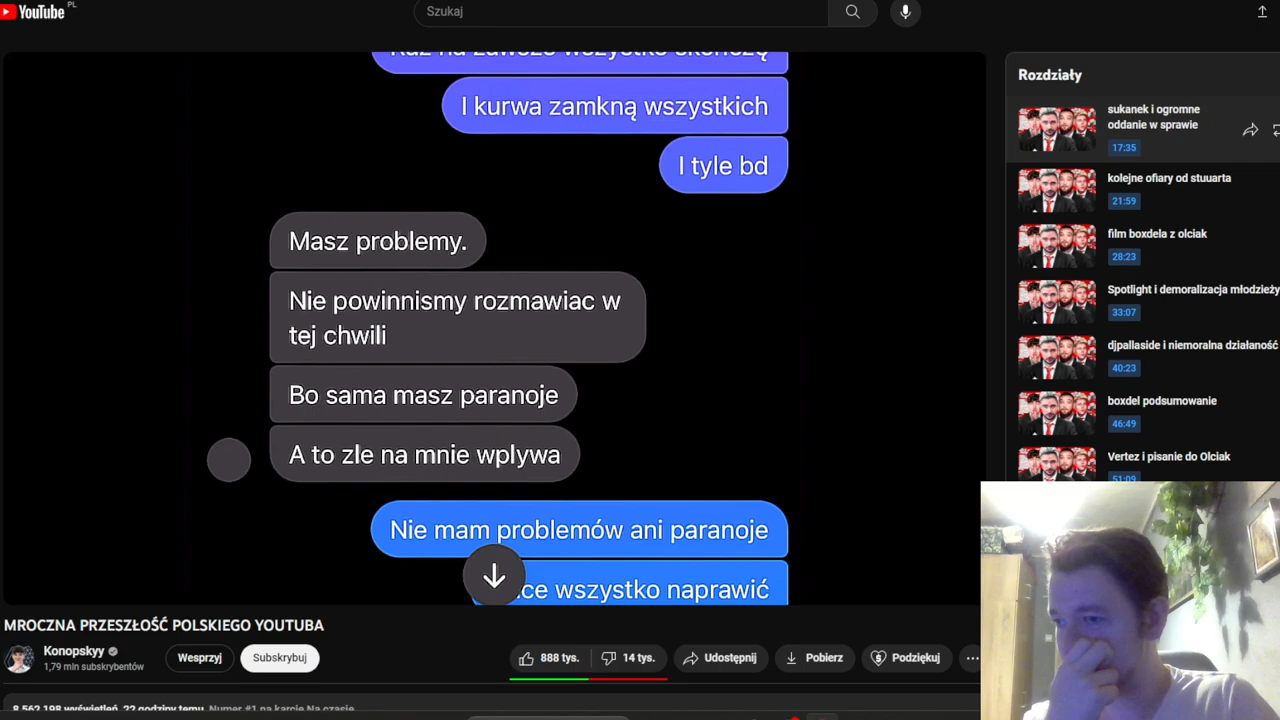 YouTube PL
Szukaj
Raz na zawsze wszystko skończę
I kurwa zamkną wszystkich
I tyle bd
Masz problemy.
Nie powinnismy rozmawiac w
tej chwili
Bo sama masz paranoje
A to zle na mnie wplywa
Nie mam problemów ani paranoje
ce wszystko naprawić
MROCZNA PRZESZŁOŚĆ POLSKIEGO YOUTUBA
Konopskyy
1,79 mln subskrybentów
Wesprzyj
Subskrybuj
888 tys.
14 tys.
Udostępnij
Pobierz
Podziękuj
8 562 198 wyświetleń 22 godziny temu Numer #1 na karcie Na czasie
Rozdziały
sukanek i ogromne
oddanie w sprawie
17:35
kolejne ofiary od stuuarta
21:59
film boxdela z olciak
28:23
Spotlight i demoralizacja młodzieży
33:07
djpallaside i niemoralna działaność
40:23
boxdel podsumowanie
46:49
Vertez i pisanie do Olciak
51:09